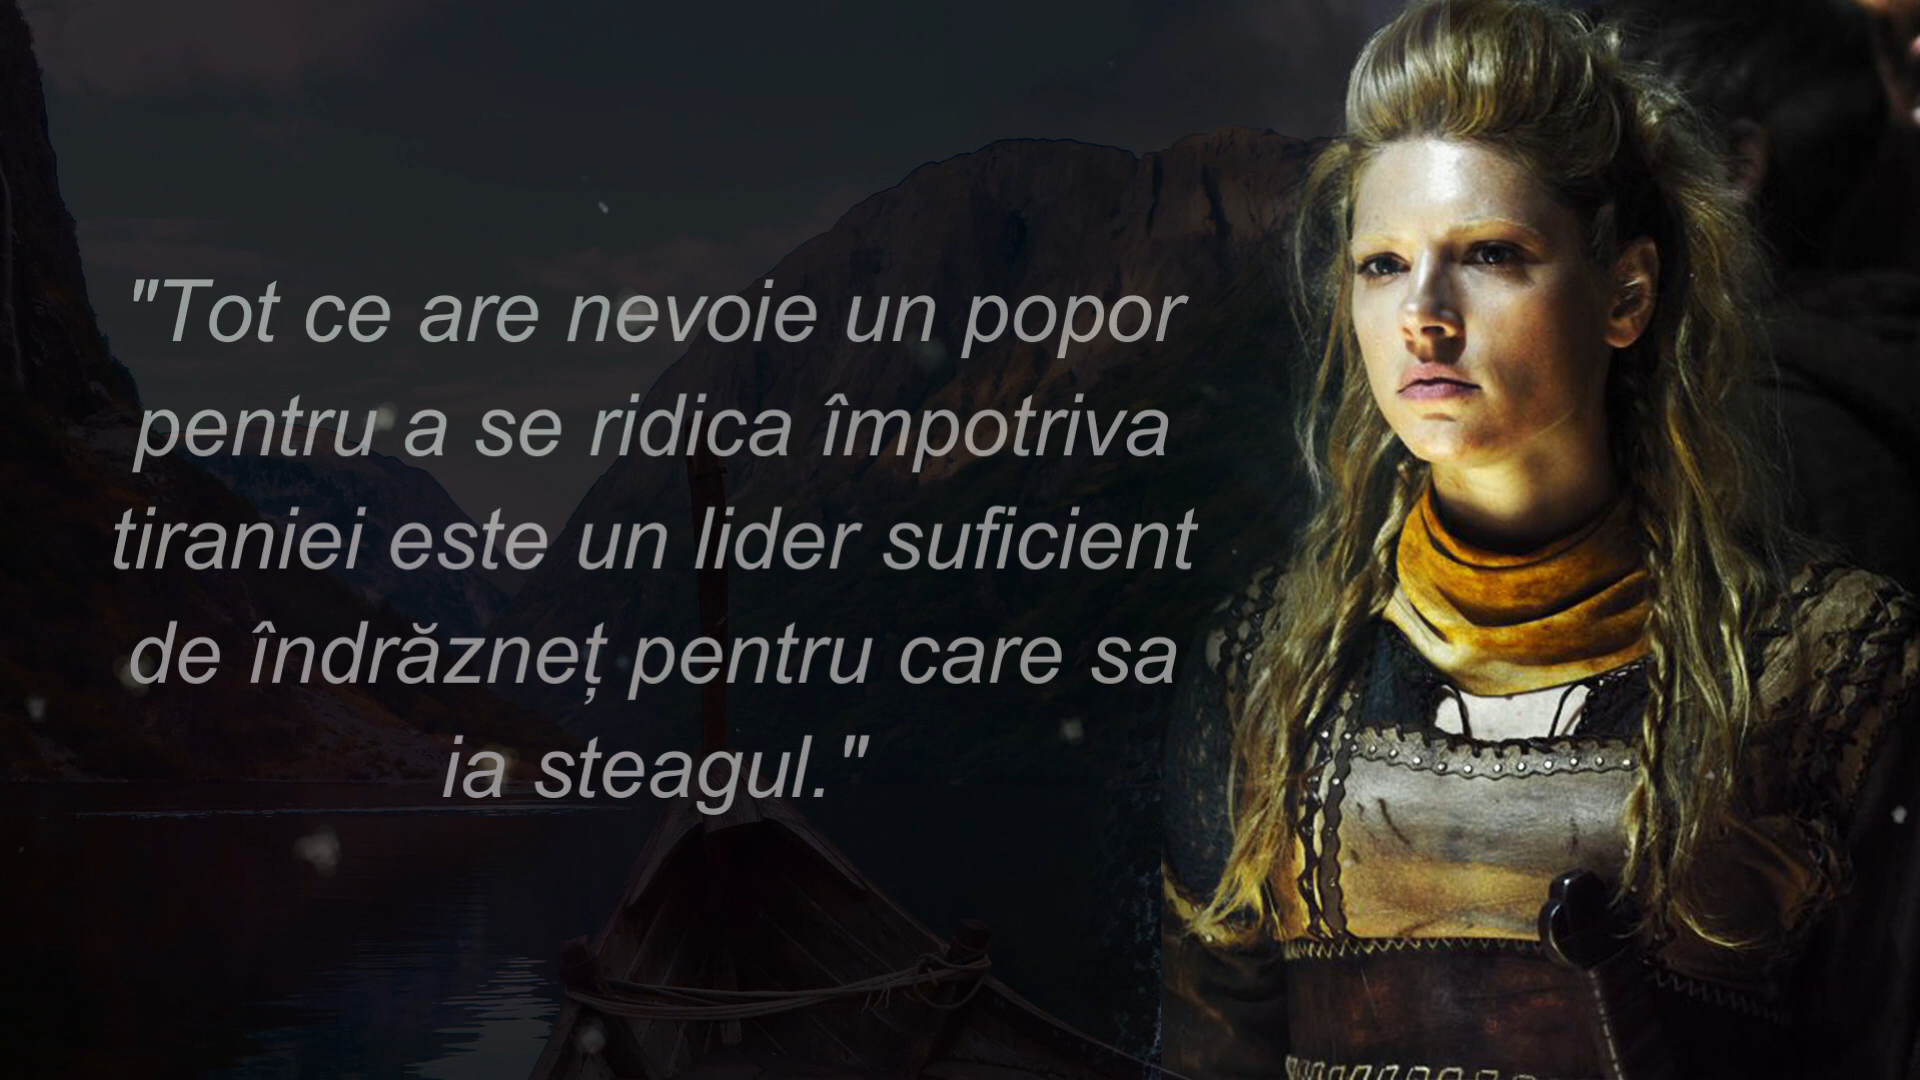 "Tot ce are nevoie un popor
pentru a se ridica împotriva
tiraniei este un lider suficient
de îndrăzneț pentru care sa
ia steagul."